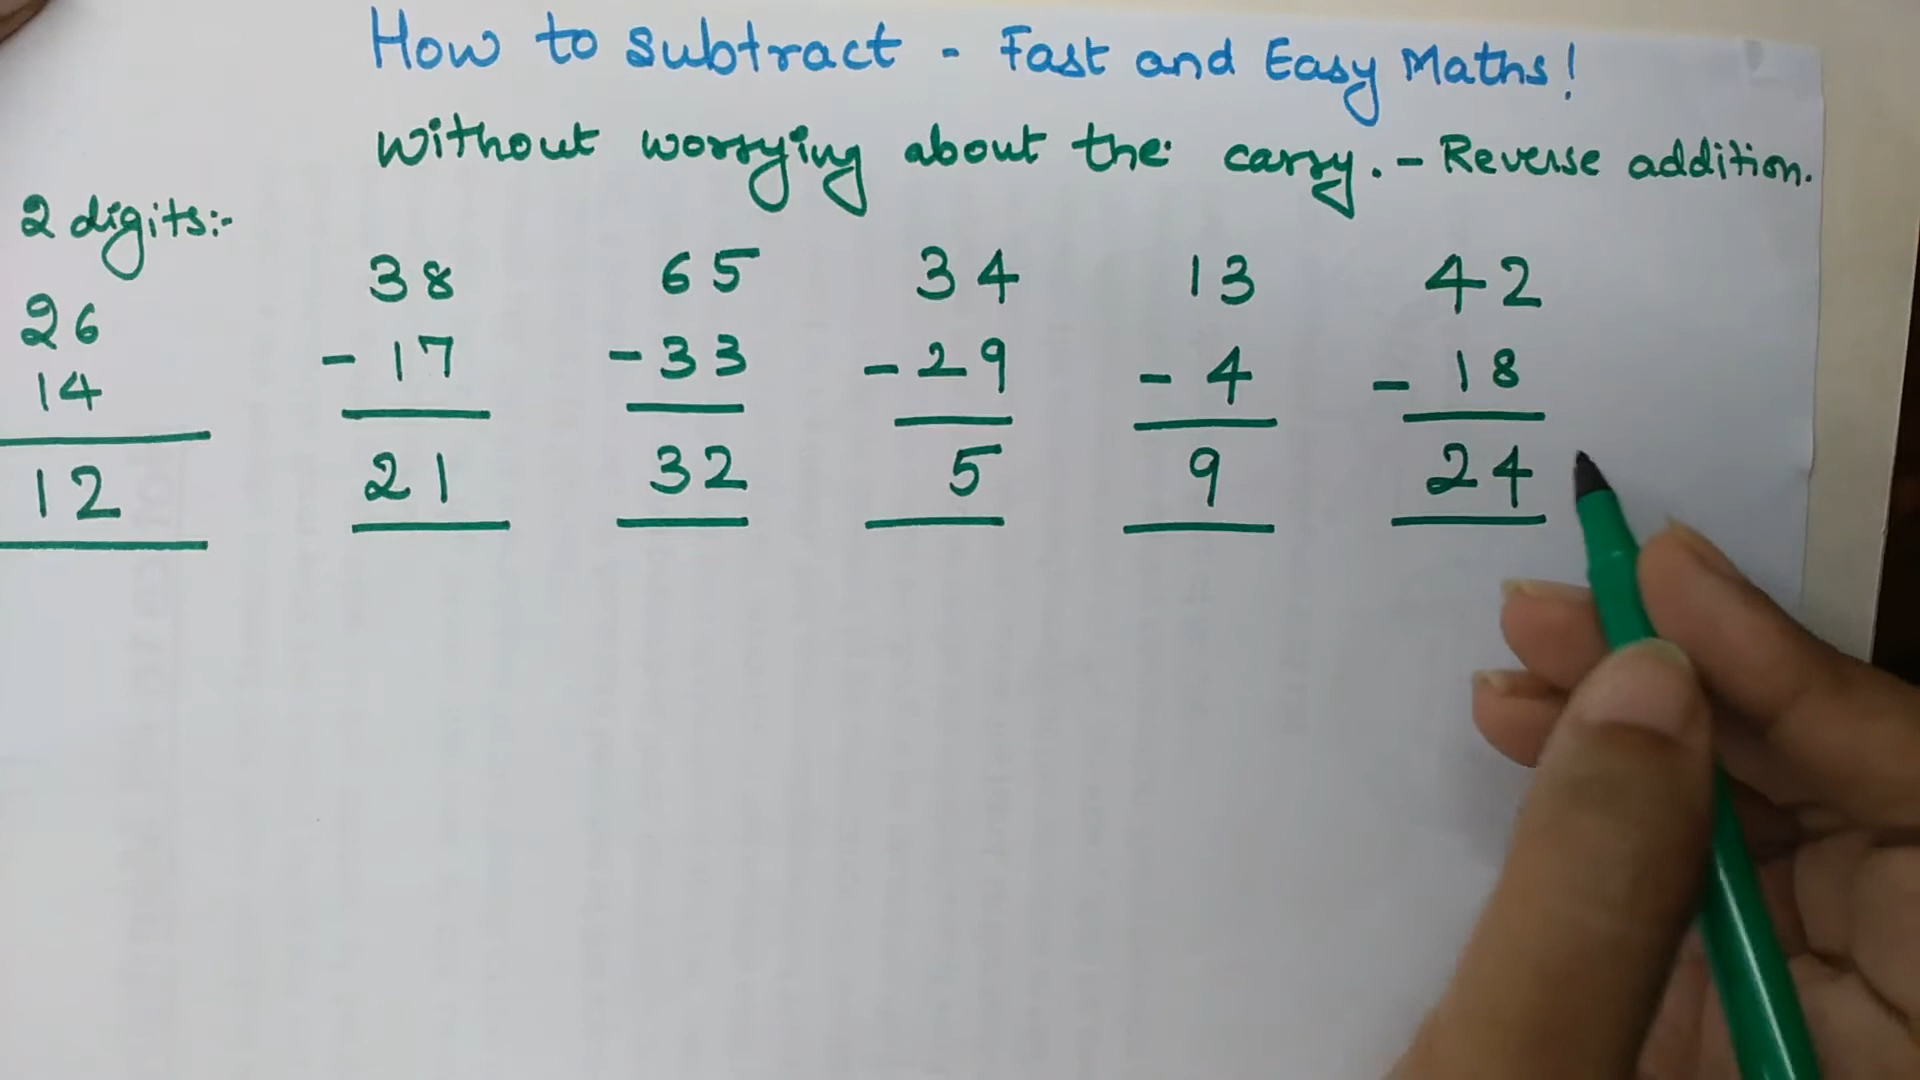 How to subtract - Fast and Easy Maths!
Without worrying about the carry. - Reverse addition.
2 digits:-
26 38 65 34 13 42
14 - 17 - 33 - 29 - 4 - 18
12 21 32 5 9 24